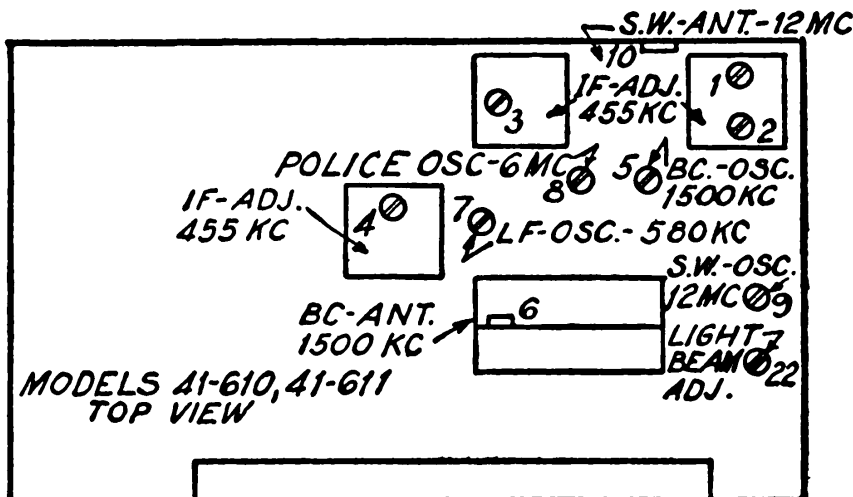 S.W.-ANT.-12MC
10
1
IF-ADJ.
455KC
3
2
POLICE OSC-6MC
8
5
BC.-OSC.
1500KC
IF-ADJ.
455 KC
4
7
LF-OSC.-580KC
S.W.-OSC.
12MC
9
BC-ANT.
1500 KC
6
LIGHT
BEAM
ADJ.
22
MODELS 41-610, 41-611
TOP VIEW